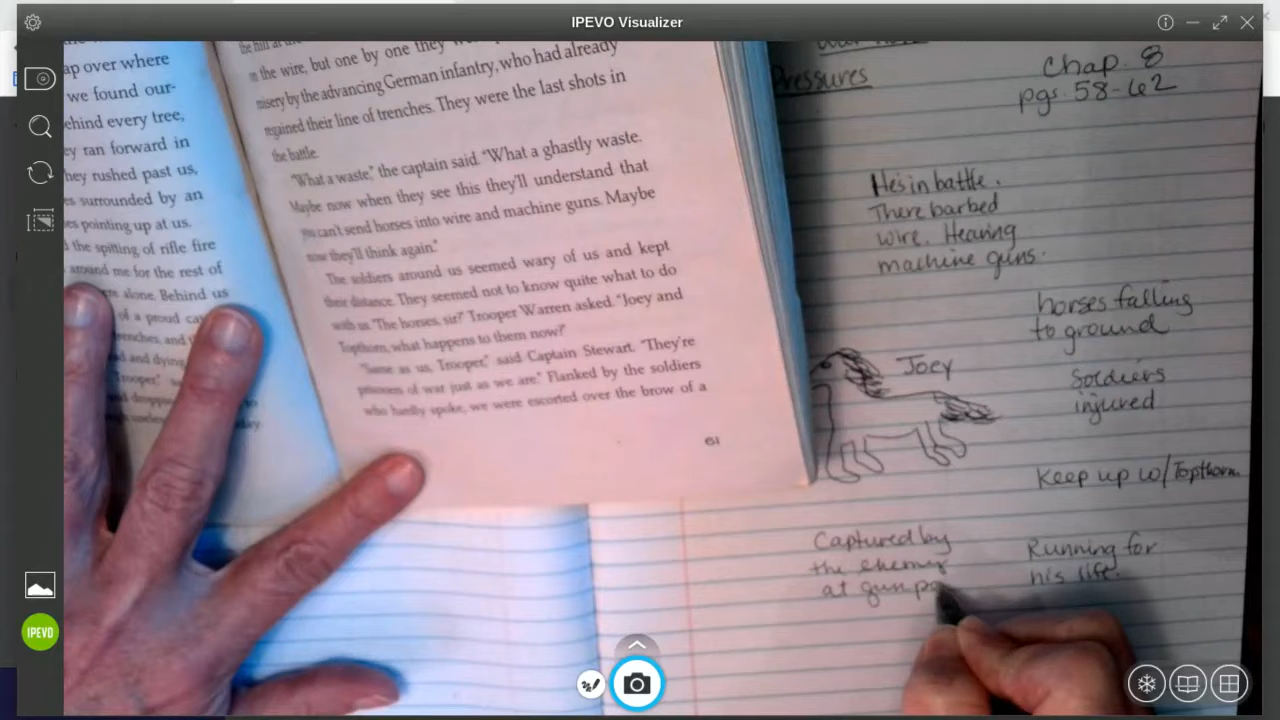 IPEVO Visualizer
ap over where
we found our-
ehind every tree,
ey ran forward in
hey rushed past us,
es surrounded by an
es pointing up at us.
d the spitting of rifle fire
around me for the rest of
alone. Behind us
of a proud
renches, and
and dying
the wire, but one by one they
misery by the advancing German infantry, who had already
regained their line of trenches. They were the last shots in
the battle.
"What a waste," the captain said. "What a ghastly waste.
Maybe now when they see this they'll understand that
you can't send horses into wire and machine guns. Maybe
now they'll think again."
The soldiers around us seemed wary of us and kept
their distance. They seemed not to know quite what to do
with us. "The horses, sir?" Trooper Warren asked. "Joey and
Topthorn, what happens to them now?"
"Same as us, Trooper," said Captain Stewart. "They're
prisoners of war just as we are." Flanked by the soldiers
who hardly spoke, we were escorted over the brow of a
61
Pressures
Chap. 8
pgs. 58-62
He's in battle.
There barbed
wire. Hearing
machine guns.
horses falling
to ground
Joey
Soldiers
injured
Keep up w/Topthorn
Captured by
the enemy
at gunpo
Running for
his life.
IPEVO